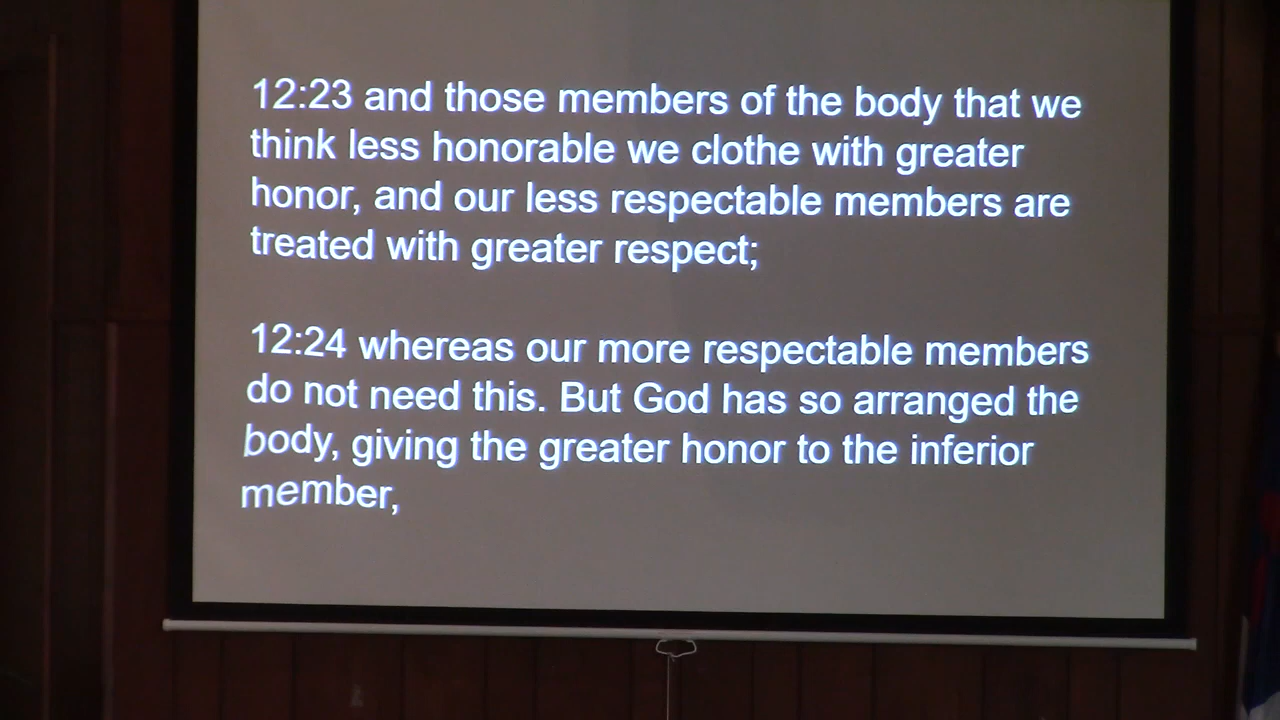 12:23 and those members of the body that we
think less honorable we clothe with greater
honor, and our less respectable members are
treated with greater respect;
12:24 whereas our more respectable members
do not need this. But God has so arranged the
body, giving the greater honor to the inferior
member,